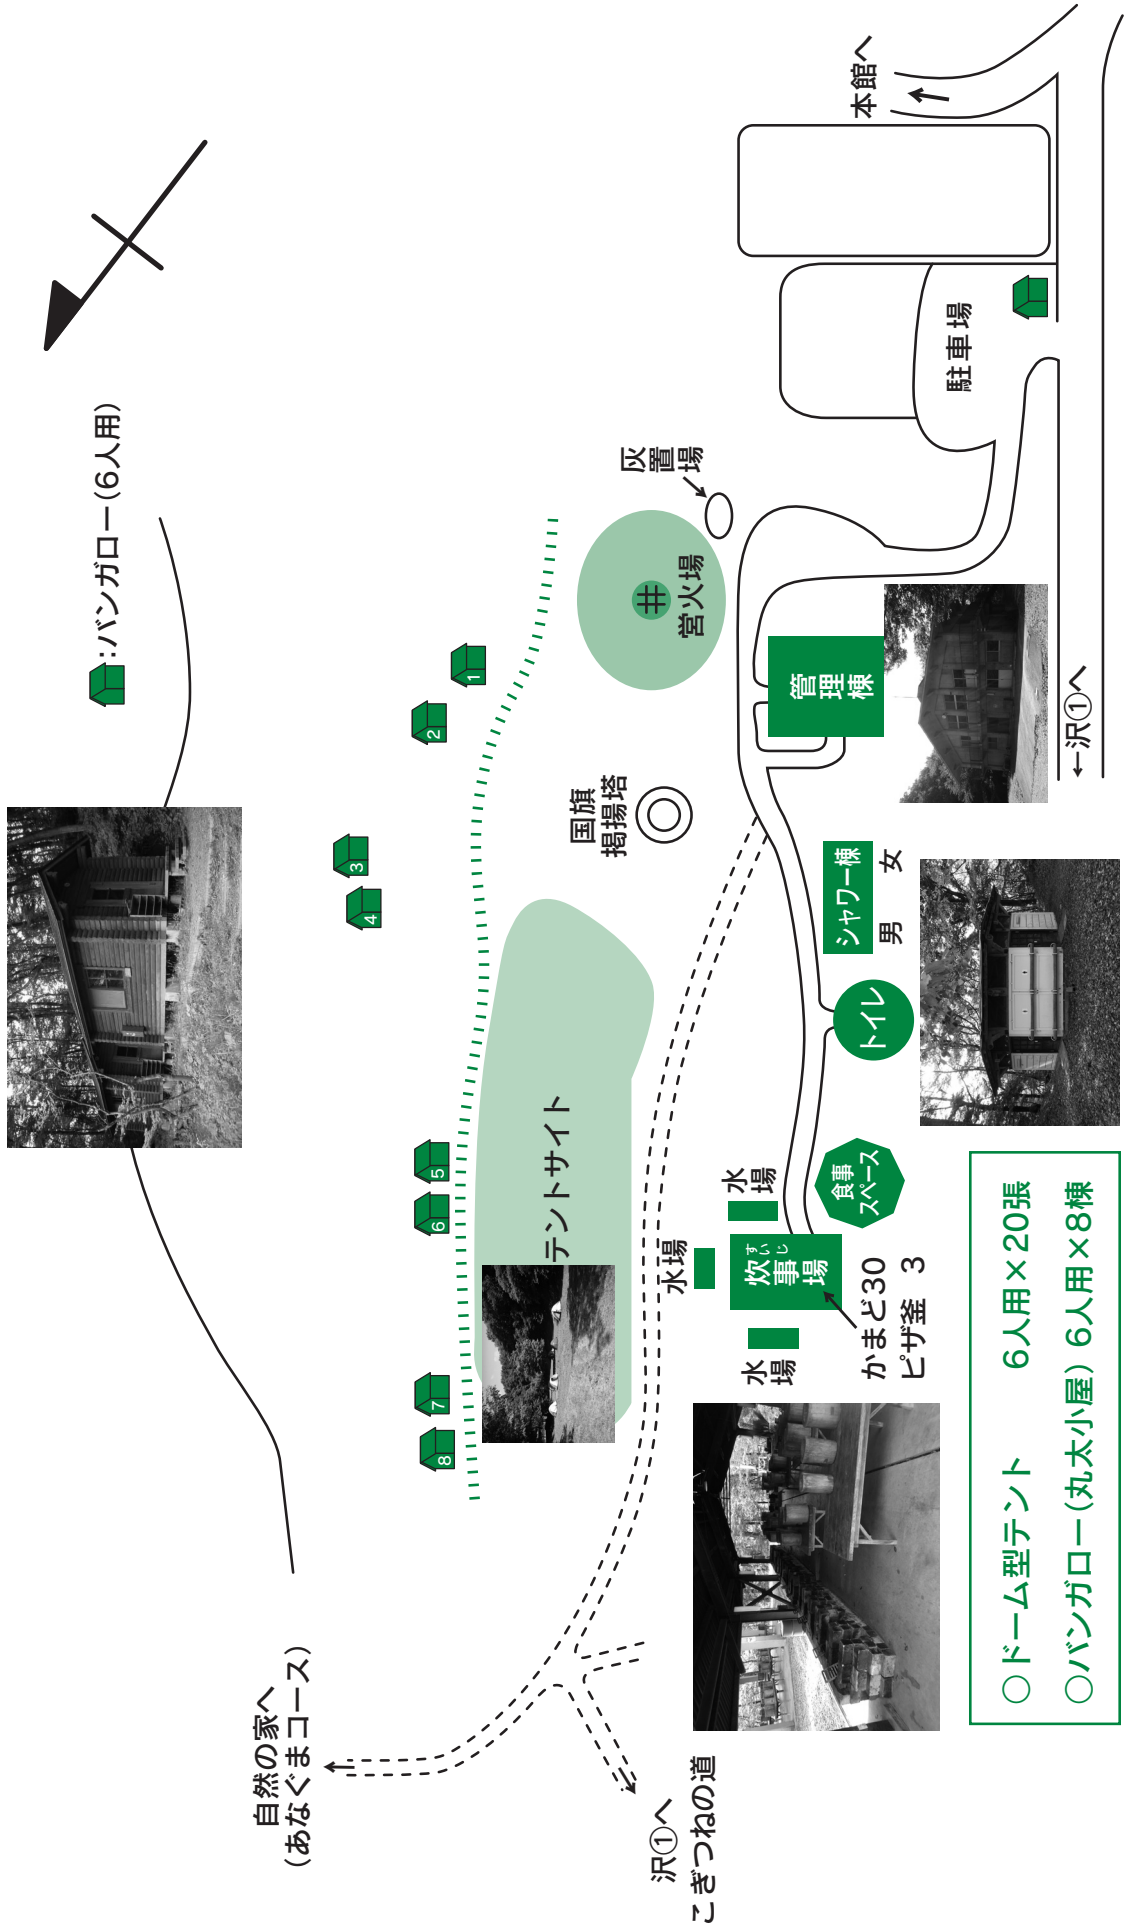 自然の家へ
(あなぐまコース)
沢①へ
こぎつねの道
:バンガロー(6人用)
8
7
6
5
4
3
2
1
テントサイト
国旗
掲揚塔
灰
置
場
営火場
水場
水
場
水
場
すいじ
炊事場
かまど30
ピザ釜 3
食事
スペース
トイレ
シャワー棟
男 女
管理棟
←沢①へ
駐車場
本館へ
○ドーム型テント 6人用×20張
○バンガロー(丸太小屋) 6人用×8棟